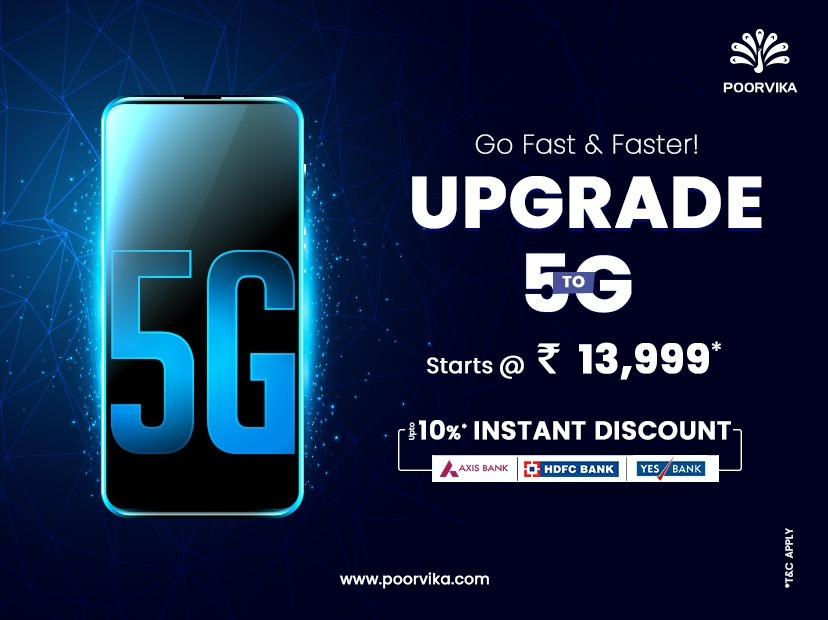 POORVIKA
Go Fast & Faster!
UPGRADE
5 TO G
Starts @ ₹ 13,999*
Upto 10%* INSTANT DISCOUNT
AXIS BANK HDFC BANK YES BANK
5G
www.poorvika.com
*T&C APPLY